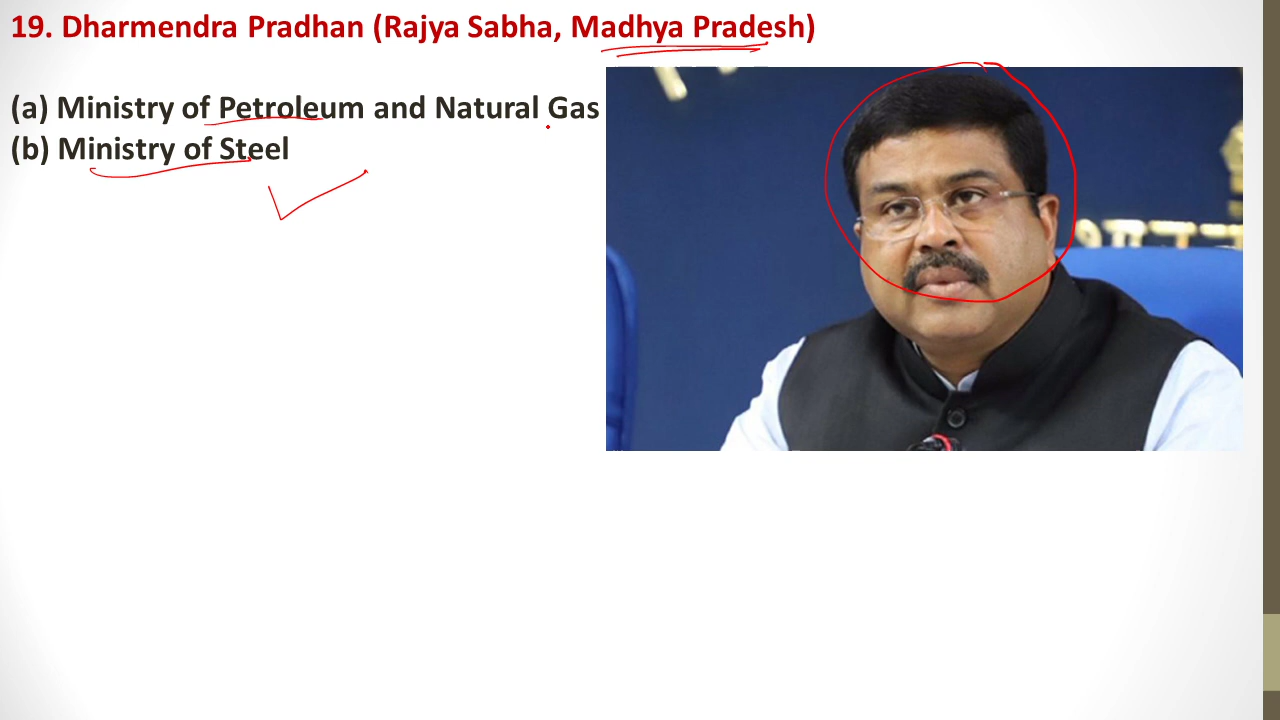 19. Dharmendra Pradhan (Rajya Sabha, Madhya Pradesh)
(a) Ministry of Petroleum and Natural Gas
(b) Ministry of Steel